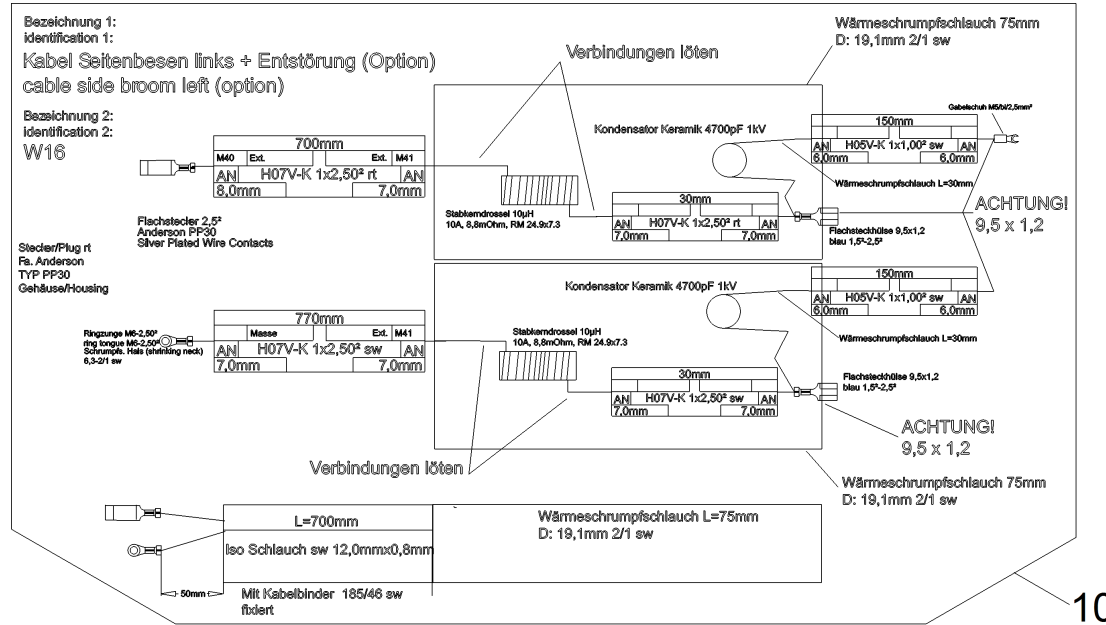 Bezeichnung 1:
identification 1:
Kabel Seitenbesen links + Entstörung (Option)
cable side broom left (option)
Bezeichnung 2:
identification 2:
W16
Verbindungen löten
Wärmeschrumpfschlauch 75mm
D: 19,1mm 2/1 sw
700mm
M40 Ext. Ext. M41
AN H07V-K 1x2,50² rt AN
8,0mm 7,0mm
Flachstecler 2,5²
Anderson PP30
Silver Plated Wire Contacts
Stecler/Plug rt
Fa. Anderson
TYP PP30
Gehäuse/Housing
Kondensator Keramik 4700pF 1kV
150mm
AN H05V-K 1x1,00² sw AN
6,0mm 6,0mm
Gabelschuh M5/bl/2,5mm²
Wärmeschrumpfschlauch L=30mm
ACHTUNG!
9,5 x 1,2
Stabkerndrossel 10µH
10A, 8,8mOhm, RM 24.9x7.3
30mm
AN H07V-K 1x2,50² rt AN
7,0mm 7,0mm
Flachsteckhülse 9,5x1,2
blau 1,5²-2,5²
Kondensator Keramik 4700pF 1kV
150mm
AN H05V-K 1x1,00² sw AN
6,0mm 6,0mm
Wärmeschrumpfschlauch L=30mm
770mm
Masse Ext. M41
AN H07V-K 1x2,50² sw AN
7,0mm 7,0mm
Ringzunge M6-2,50²
ring tongue M6-2,50²
Schrumpfs. Hals (shrinking neck)
6,3-2/1 sw
Stabkerndrossel 10µH
10A, 8,8mOhm, RM 24.9x7.3
30mm
AN H07V-K 1x2,50² sw AN
7,0mm 7,0mm
Flachsteckhülse 9,5x1,2
blau 1,5²-2,5²
ACHTUNG!
9,5 x 1,2
Verbindungen löten
Wärmeschrumpfschlauch 75mm
D: 19,1mm 2/1 sw
L=700mm
Iso Schlauch sw 12,0mmx0,8mm
Wärmeschrumpfschlauch L=75mm
D: 19,1mm 2/1 sw
50mm
Mit Kabelbinder 185/46 sw
fixiert
10